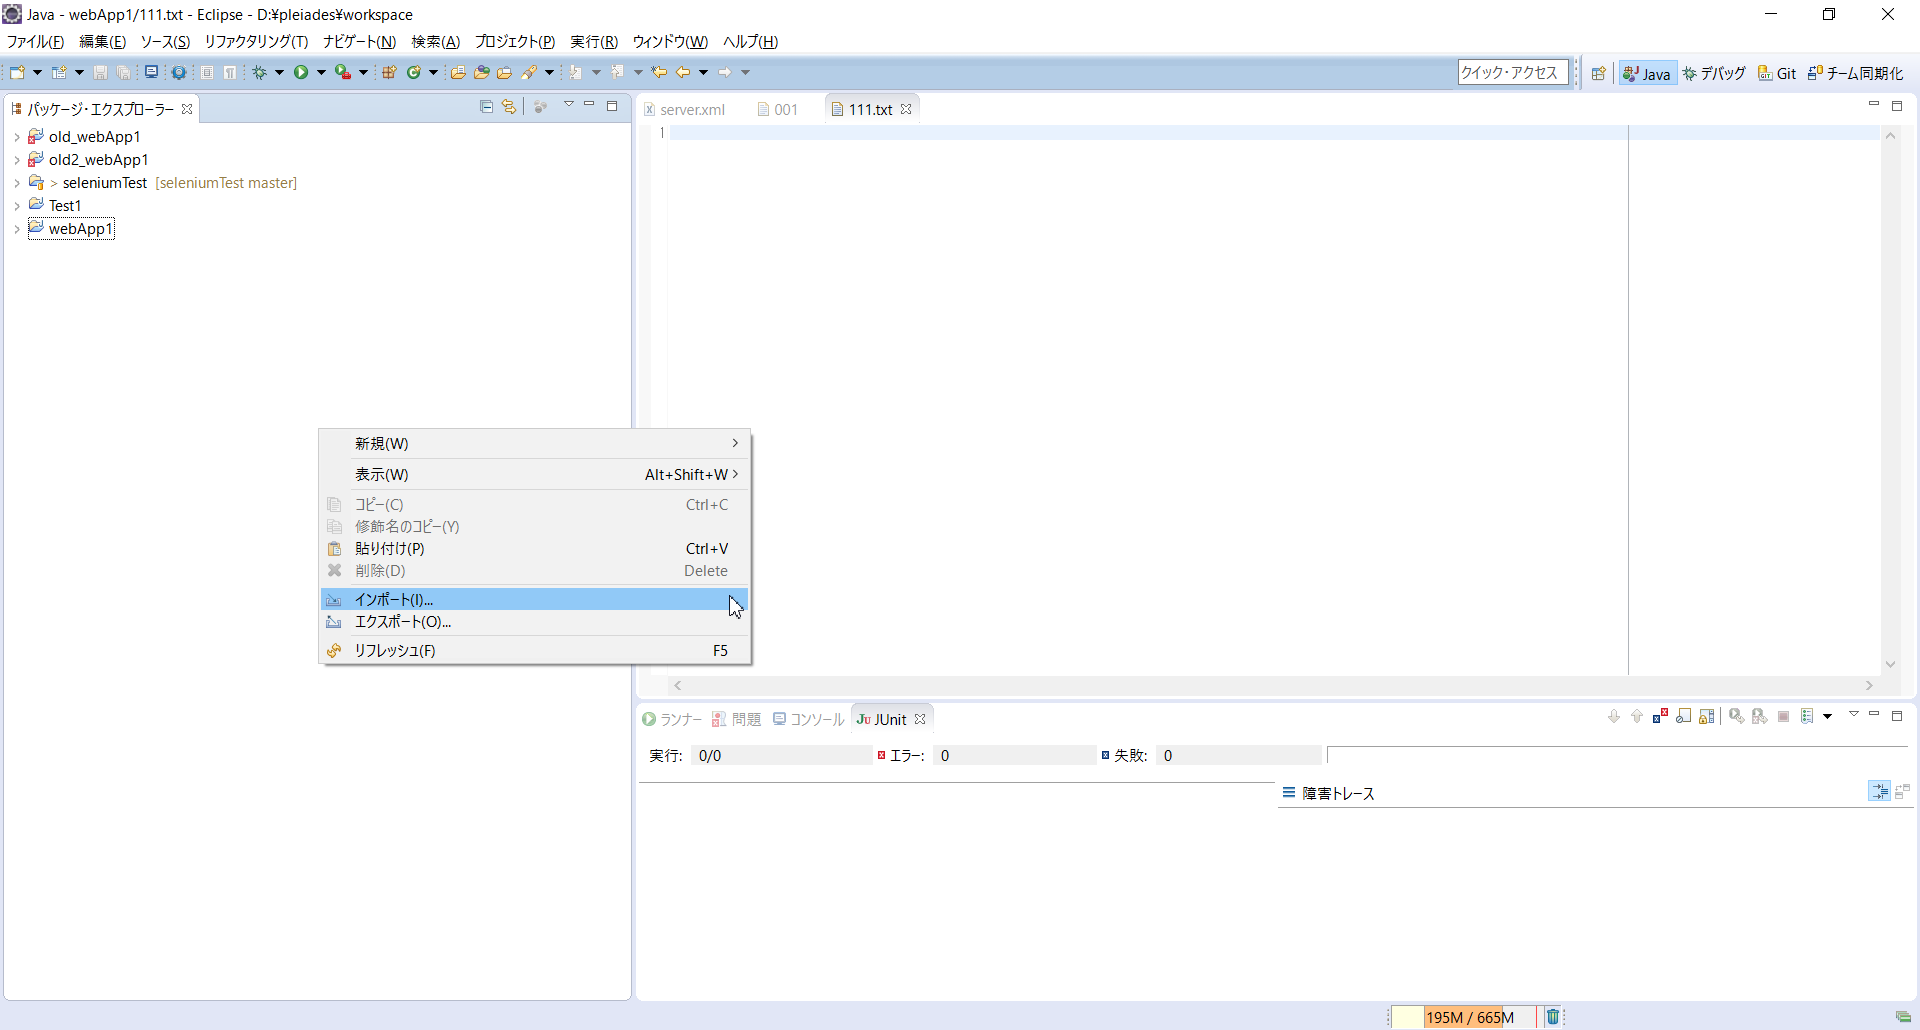 Java - webApp1/111.txt - Eclipse - D:¥pleiades¥workspace
ファイル(F) 編集(E) ソース(S) リファクタリング(T) ナビゲート(N) 検索(A) プロジェクト(P) 実行(R) ウィンドウ(W) ヘルプ(H)
クイック・アクセス Java デバッグ Git チーム同期化
パッケージ・エクスプローラー
old_webApp1
old2_webApp1
> seleniumTest [seleniumTest master]
Test1
webApp1
server.xml 001 111.txt
1
新規(W)
表示(W) Alt+Shift+W
コピー(C) Ctrl+C
修飾名のコピー(Y)
貼り付け(P) Ctrl+V
削除(D) Delete
インポート(I)...
エクスポート(O)...
リフレッシュ(F) F5
ランナー 問題 コンソール JUnit
実行: 0/0 エラー: 0 失敗: 0
障害トレース
195M / 665M